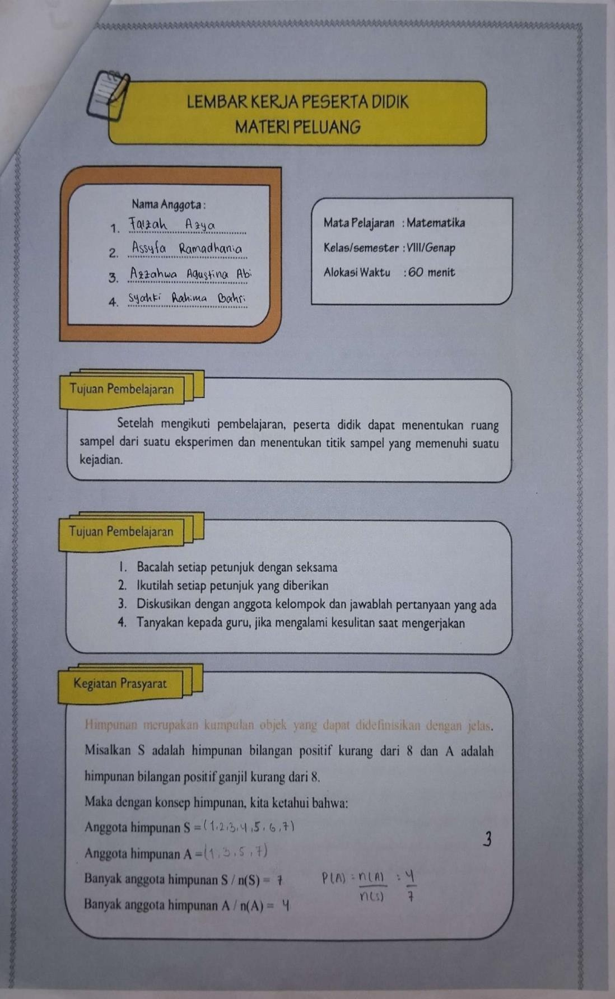 LEMBAR KERJA PESERTA DIDIK
MATERI PELUANG
Nama Anggota :
1. Faizah Azya
2. Assyfa Ramadhania
3. Azzahwa Agustina Abi
4. Syahki Rahima Bahri
Mata Pelajaran : Matematika
Kelas/semester : VIII/Genap
Alokasi Waktu : 60 menit
Tujuan Pembelajaran
Setelah mengikuti pembelajaran, peserta didik dapat menentukan ruang
sampel dari suatu eksperimen dan menentukan titik sampel yang memenuhi suatu
kejadian.
Tujuan Pembelajaran
1. Bacalah setiap petunjuk dengan seksama
2. Ikutilah setiap petunjuk yang diberikan
3. Diskusikan dengan anggota kelompok dan jawablah pertanyaan yang ada
4. Tanyakan kepada guru, jika mengalami kesulitan saat mengerjakan
Kegiatan Prasyarat
Himpunan merupakan kumpulan objek yang dapat didefinisikan dengan jelas.
Misalkan S adalah himpunan bilangan positif kurang dari 8 dan A adalah
himpunan bilangan positif ganjil kurang dari 8.
Maka dengan konsep himpunan, kita ketahui bahwa:
Anggota himpunan S = (1,2,3,4,5,6,7)
3
Anggota himpunan A = (1,3,5,7)
Banyak anggota himpunan S / n(S) = 7
P(A) = n(A)/n(s) = 4/7
Banyak anggota himpunan A / n(A) = 4